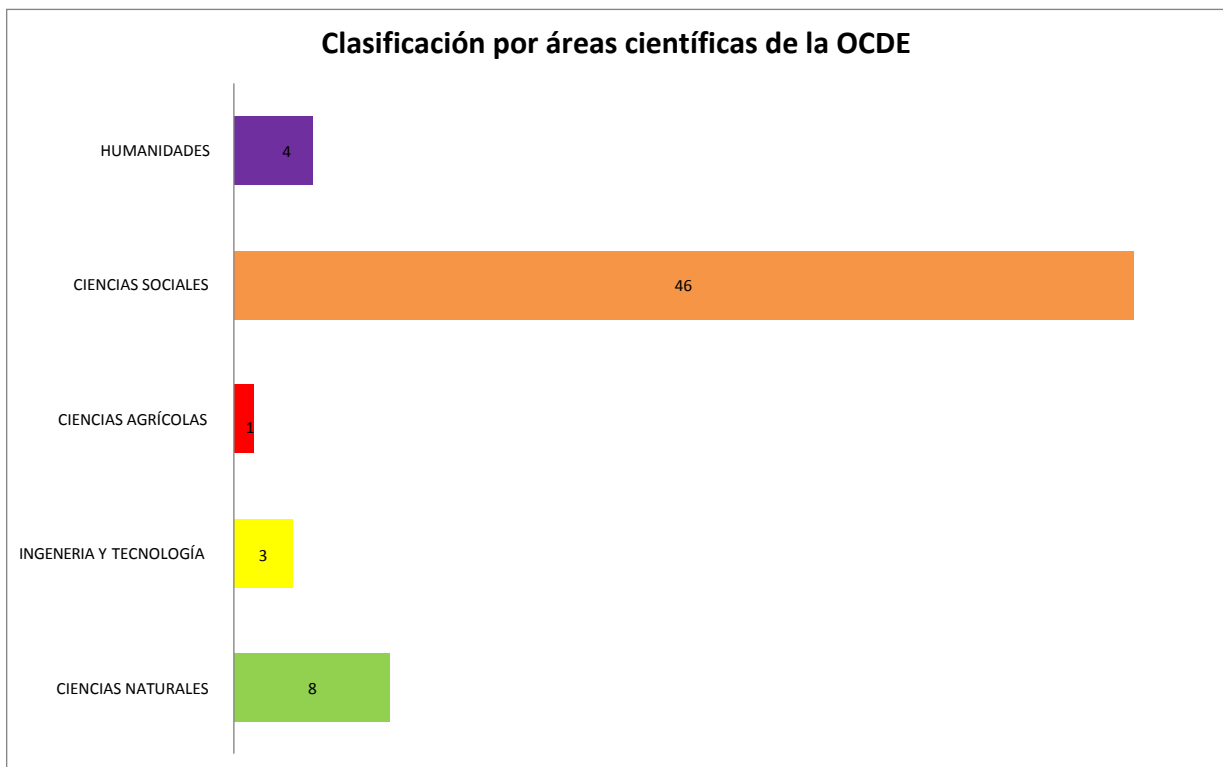 Clasificación por áreas científicas de la OCDE
HUMANIDADES
4
CIENCIAS SOCIALES
46
CIENCIAS AGRÍCOLAS
1
INGENERIA Y TECNOLOGÍA
3
CIENCIAS NATURALES
8